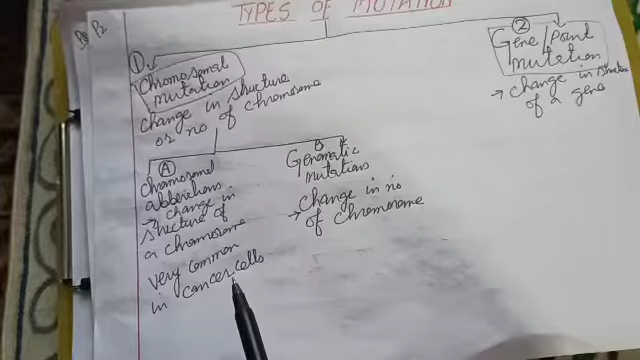 TYPES OF MUTATION
①
Chromosomal
mutation
change in structure
or no of chromosome
②
Gene/Point
mutation
→ change in structure
of a gene
Ⓐ
chromosomal
abberations
→ change in
structure of
a chromosome
very common
in cancer cells
B
Genomatic
mutations
→ change in no
of chromosome